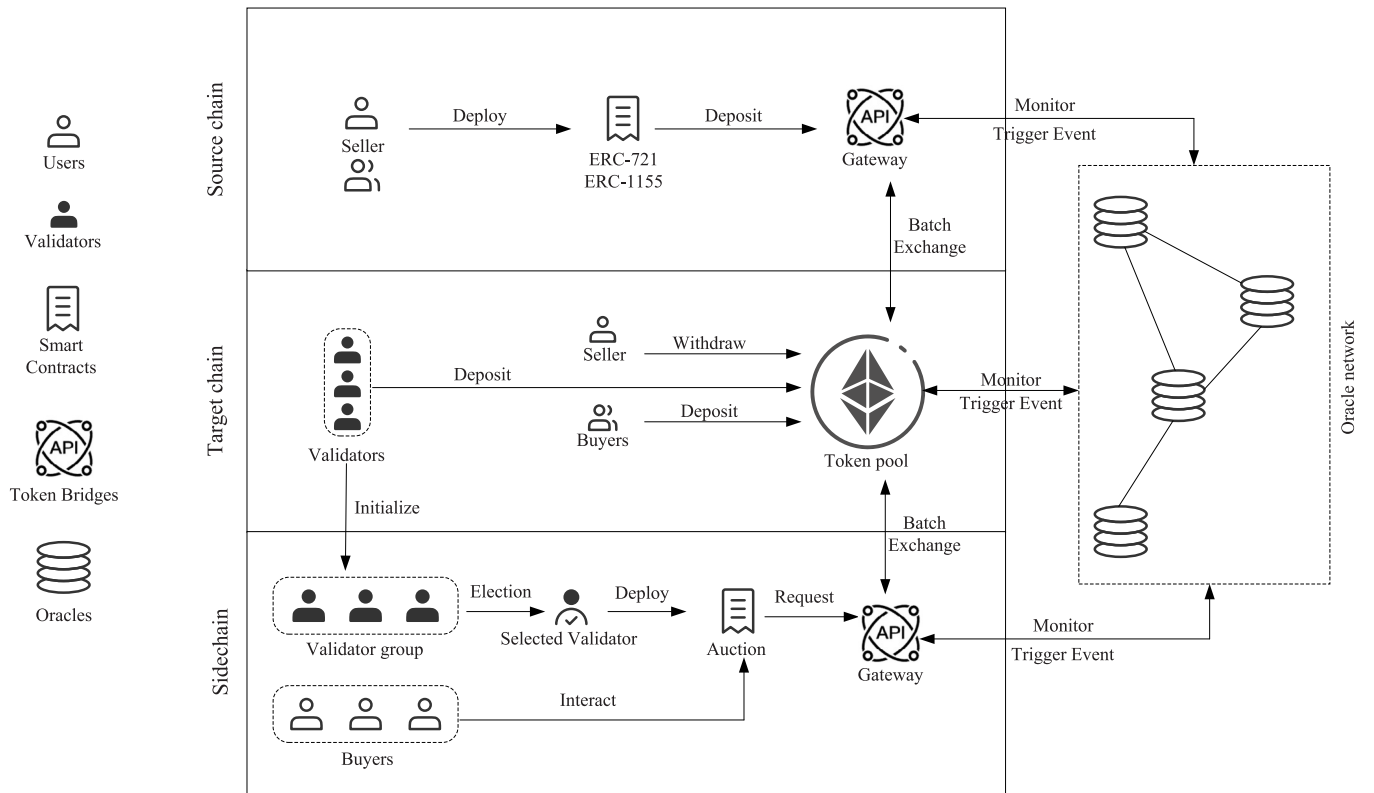 Users
Validators
Smart
Contracts
API
Token Bridges
Oracles
Source chain
Seller
Deploy
ERC-721
ERC-1155
Deposit
API
Gateway
Monitor
Trigger Event
Batch
Exchange
Target chain
Validators
Deposit
Seller
Withdraw
Buyers
Deposit
Token pool
Monitor
Trigger Event
Initialize
Batch
Exchange
Sidechain
Validator group
Election
Selected Validator
Deploy
Auction
Request
API
Gateway
Monitor
Trigger Event
Buyers
Interact
Oracle network